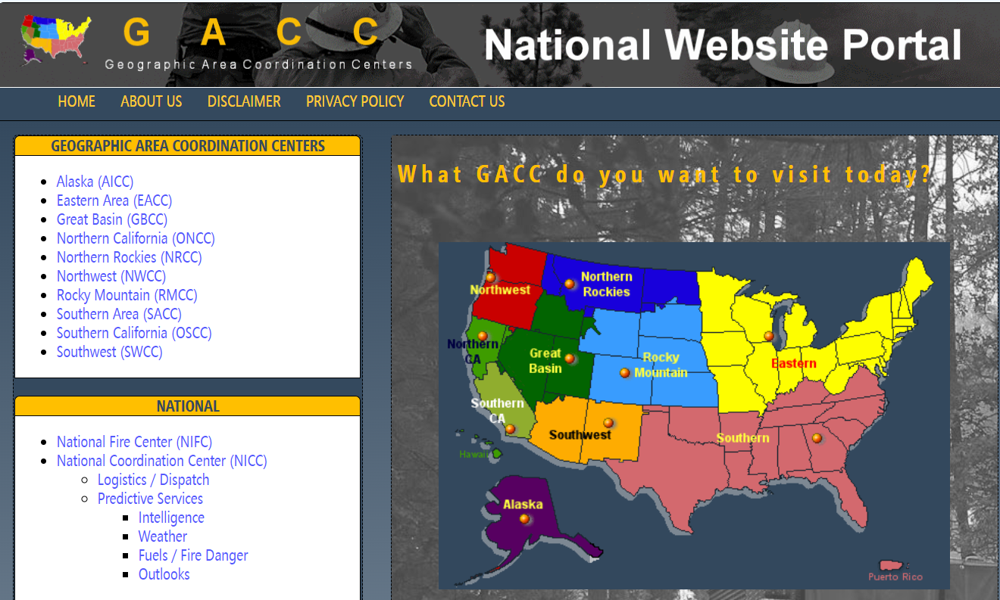 G A C C
Geographic Area Coordination Centers
National Website Portal
HOME ABOUT US DISCLAIMER PRIVACY POLICY CONTACT US
GEOGRAPHIC AREA COORDINATION CENTERS
Alaska (AICC)
Eastern Area (EACC)
Great Basin (GBCC)
Northern California (ONCC)
Northern Rockies (NRCC)
Northwest (NWCC)
Rocky Mountain (RMCC)
Southern Area (SACC)
Southern California (OSCC)
Southwest (SWCC)
NATIONAL
National Fire Center (NIFC)
National Coordination Center (NICC)
Logistics / Dispatch
Predictive Services
Intelligence
Weather
Fuels / Fire Danger
Outlooks
What GACC do you want to visit today?
Northwest
Northern
Rockies
Northern
CA
Great
Basin
Rocky
Mountain
Eastern
Southern
CA
Southwest
Southern
Hawaii
Alaska
Puerto Rico